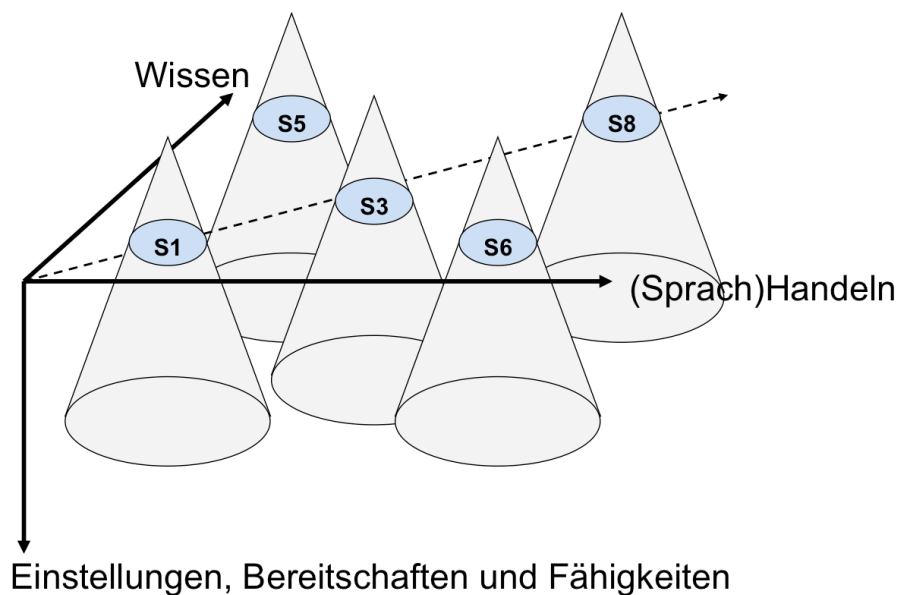 Wissen
S5
S8
S3
S1
S6
(Sprach)Handeln
Einstellungen, Bereitschaften und Fähigkeiten